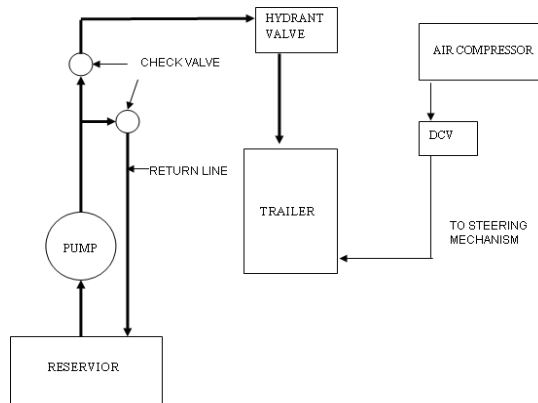 HYDRANT
VALVE
AIR COMPRESSOR
CHECK VALVE
DCV
RETURN LINE
TRAILER
TO STEERING
MECHANISM
PUMP
RESERVIOR